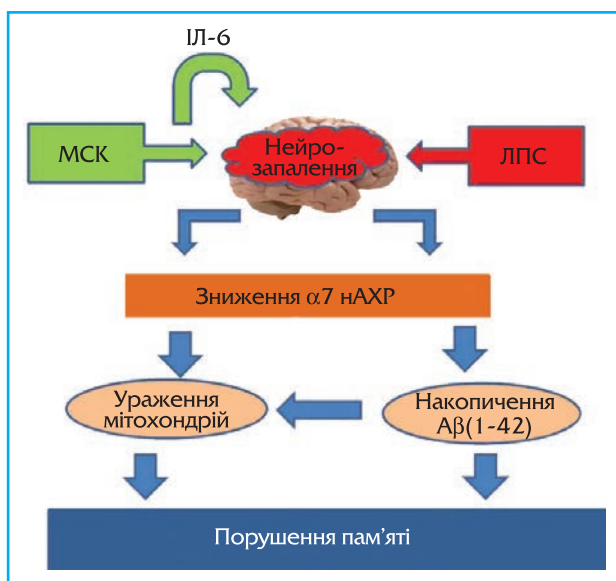 ІЛ-6
МСК
Нейро-
запалення
ЛПС
Зниження α7 нАХР
Ураження
мітохондрій
Накопичення
Aβ(1-42)
Порушення пам’яті